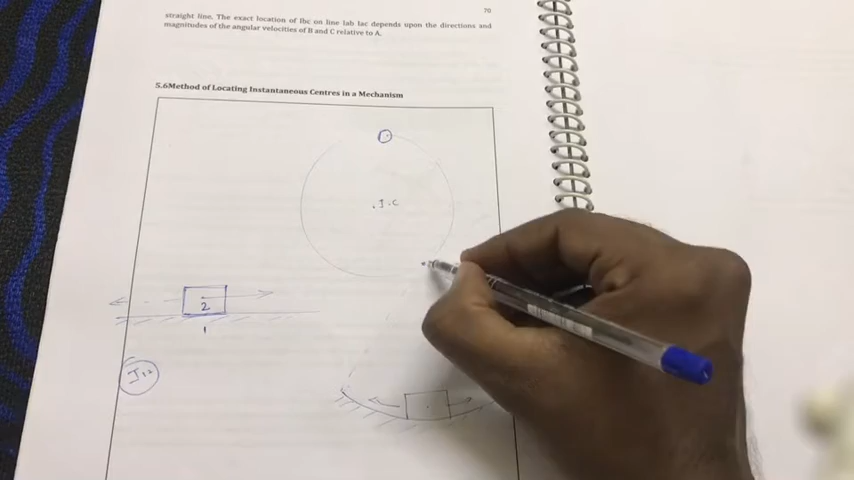 70
straight line. The exact location of Ibc on line Iab Iac depends upon the directions and
magnitudes of the angular velocities of B and C relative to A.
5.6Method of Locating Instantaneous Centres in a Mechanism
I.C
2
1
I12